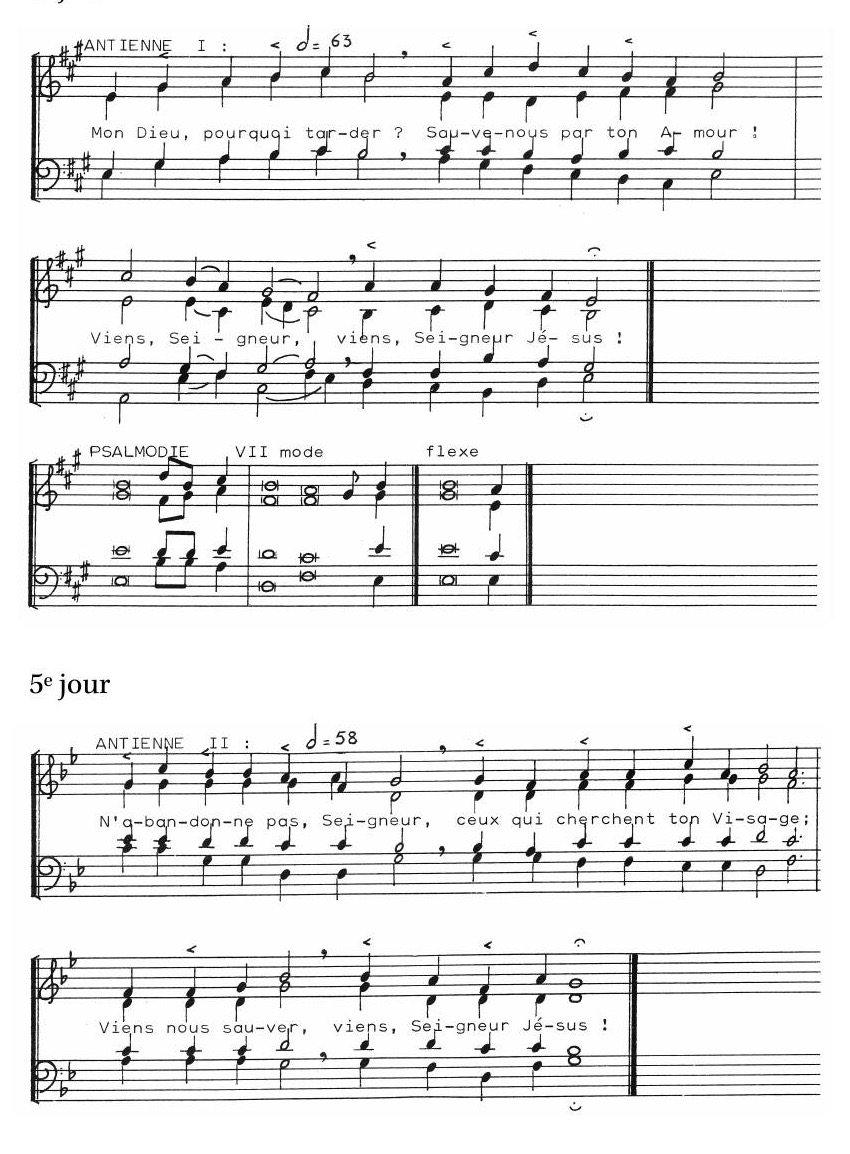 ANTIENNE I : 𝅗𝅥= 63
Mon Dieu, pourquoi tar-der ? Sau-ve-nous par ton A- mour !
Viens, Sei - gneur, viens, Sei-gneur Jé- sus !
PSALMODIE VII mode flexe
5e jour
ANTIENNE II : 𝅗𝅥=58
N'a-ban-don-ne pas, Sei-gneur, ceux qui cherchent ton Vi-sa-ge;
Viens nous sau-ver, viens, Sei-gneur Jé-sus !